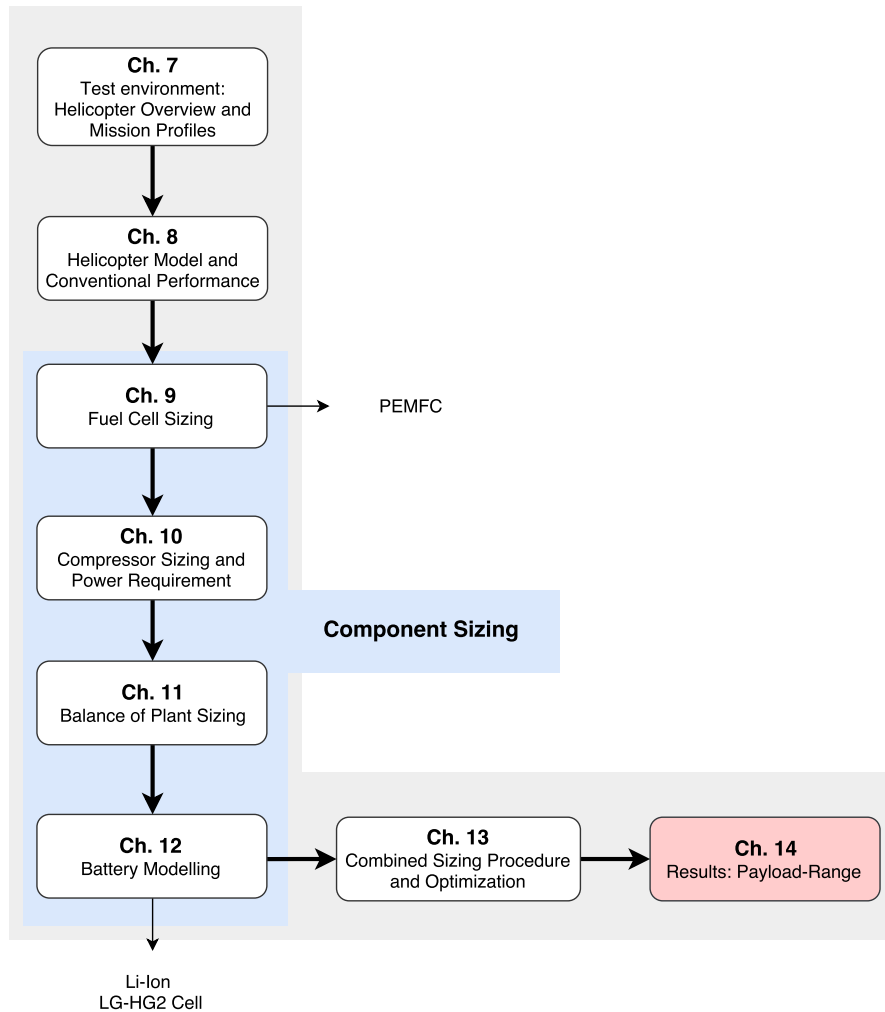 Ch. 7
Test environment:
Helicopter Overview and
Mission Profiles
Ch. 8
Helicopter Model and
Conventional Performance
Ch. 9
Fuel Cell Sizing
PEMFC
Ch. 10
Compressor Sizing and
Power Requirement
Component Sizing
Ch. 11
Balance of Plant Sizing
Ch. 12
Battery Modelling
Ch. 13
Combined Sizing Procedure
and Optimization
Ch. 14
Results: Payload-Range
Li-Ion
LG-HG2 Cell